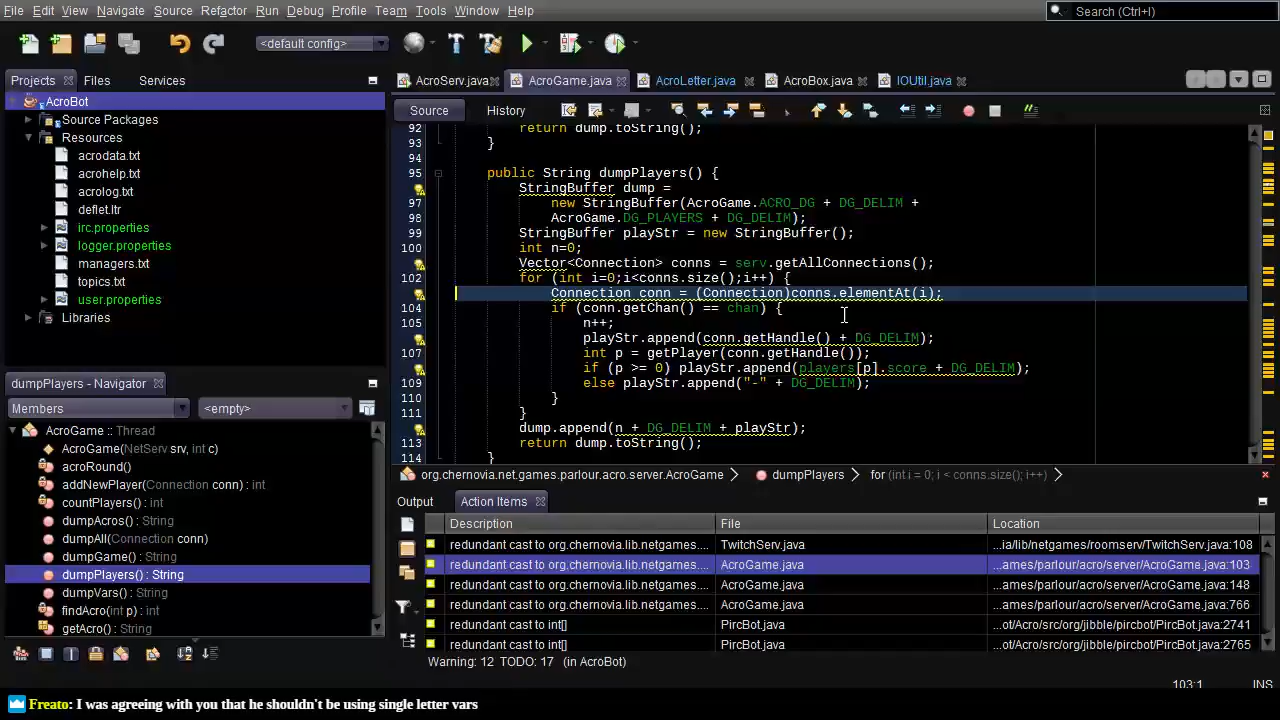 File Edit View Navigate Source Refactor Run Debug Profile Team Tools Window Help
Search (Ctrl+I)
<default config>
Projects Files Services
AcroServ.java AcroGame.java AcroLetter.java AcroBox.java IOUtil.java
AcroBot
Source Packages
Resources
acrodata.txt
acrohelp.txt
acrolog.txt
deflet.ltr
irc.properties
logger.properties
managers.txt
topics.txt
user.properties
Libraries
Source History
92 return dump.toString();
93 }
94
95 public String dumpPlayers() {
StringBuffer dump =
97 new StringBuffer(AcroGame.ACRO_DG + DG_DELIM +
98 AcroGame.DG_PLAYERS + DG_DELIM);
99 StringBuffer playStr = new StringBuffer();
100 int n=0;
Vector<Connection> conns = serv.getAllConnections();
102 for (int i=0;i<conns.size();i++) {
Connection conn = (Connection)conns.elementAt(i);
104 if (conn.getChan() == chan) {
105 n++;
playStr.append(conn.getHandle() + DG_DELIM);
107 int p = getPlayer(conn.getHandle());
if (p >= 0) playStr.append(players[p].score + DG_DELIM);
109 else playStr.append("-" + DG_DELIM);
110 }
111 }
dump.append(n + DG_DELIM + playStr);
113 return dump.toString();
114 }
org.chernovia.net.games.parlour.acro.server.AcroGame dumpPlayers for (int i = 0; i < conns.size(); i++)
dumpPlayers - Navigator
Members <empty>
AcroGame :: Thread
AcroGame(NetServ srv, int c)
acroRound()
addNewPlayer(Connection conn) : int
countPlayers() : int
dumpAcros() : String
dumpAll(Connection conn)
dumpGame() : String
dumpPlayers() : String
dumpVars() : String
findAcro(int p) : int
getAcro() : String
Output Action Items
Description File Location
redundant cast to org.chernovia.lib.netgames.... TwitchServ.java ...ia/lib/netgames/roomserv/TwitchServ.java:108
redundant cast to org.chernovia.lib.netgames.... AcroGame.java ...ames/parlour/acro/server/AcroGame.java:103
redundant cast to org.chernovia.lib.netgames.... AcroGame.java ...ames/parlour/acro/server/AcroGame.java:148
redundant cast to org.chernovia.lib.netgames.... AcroGame.java ...ames/parlour/acro/server/AcroGame.java:766
redundant cast to int[] PircBot.java ...ot/Acro/src/org/jibble/pircbot/PircBot.java:2741
redundant cast to int[] PircBot.java ...ot/Acro/src/org/jibble/pircbot/PircBot.java:2765
Warning: 12 TODO: 17 (in AcroBot)
103:1 INS
Freato: I was agreeing with you that he shouldn't be using single letter vars